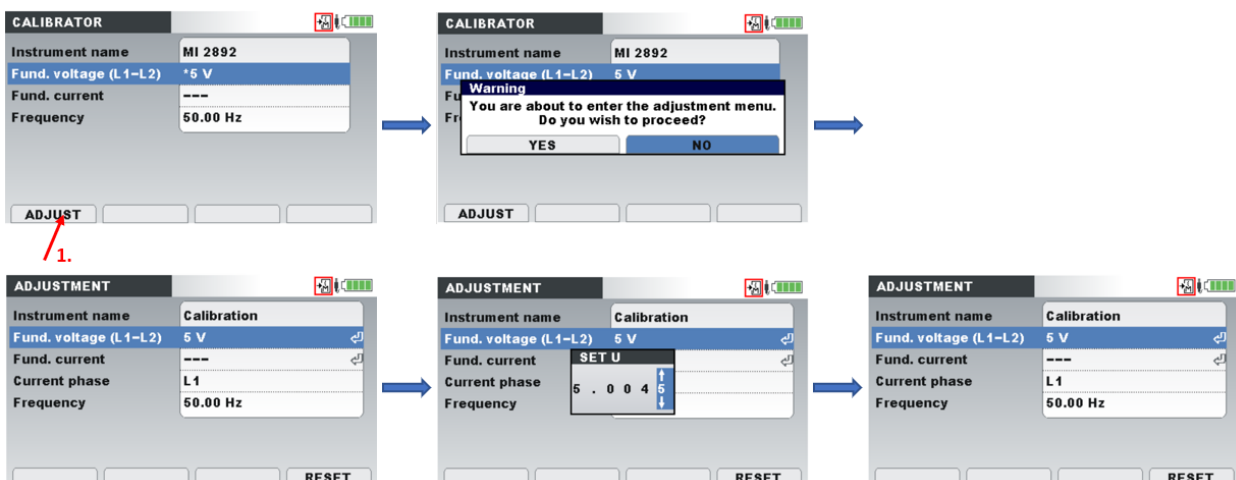 CALIBRATOR
Instrument name MI 2892
Fund. voltage (L1-L2) *5 V
Fund. current ---
Frequency 50.00 Hz
ADJUST
1.
CALIBRATOR
Instrument name MI 2892
Fund. voltage (L1-L2) 5 V
Fu
Fr
Warning
You are about to enter the adjustment menu.
Do you wish to proceed?
YES NO
ADJUST
ADJUSTMENT
Instrument name Calibration
Fund. voltage (L1-L2) 5 V
Fund. current ---
Current phase L1
Frequency 50.00 Hz
RESET
ADJUSTMENT
Instrument name Calibration
Fund. voltage (L1-L2) 5 V
Fund. current
Current phase
Frequency
SET U
5 . 0 0 4 5
RESET
ADJUSTMENT
Instrument name Calibration
Fund. voltage (L1-L2) 5 V
Fund. current ---
Current phase L1
Frequency 50.00 Hz
RESET